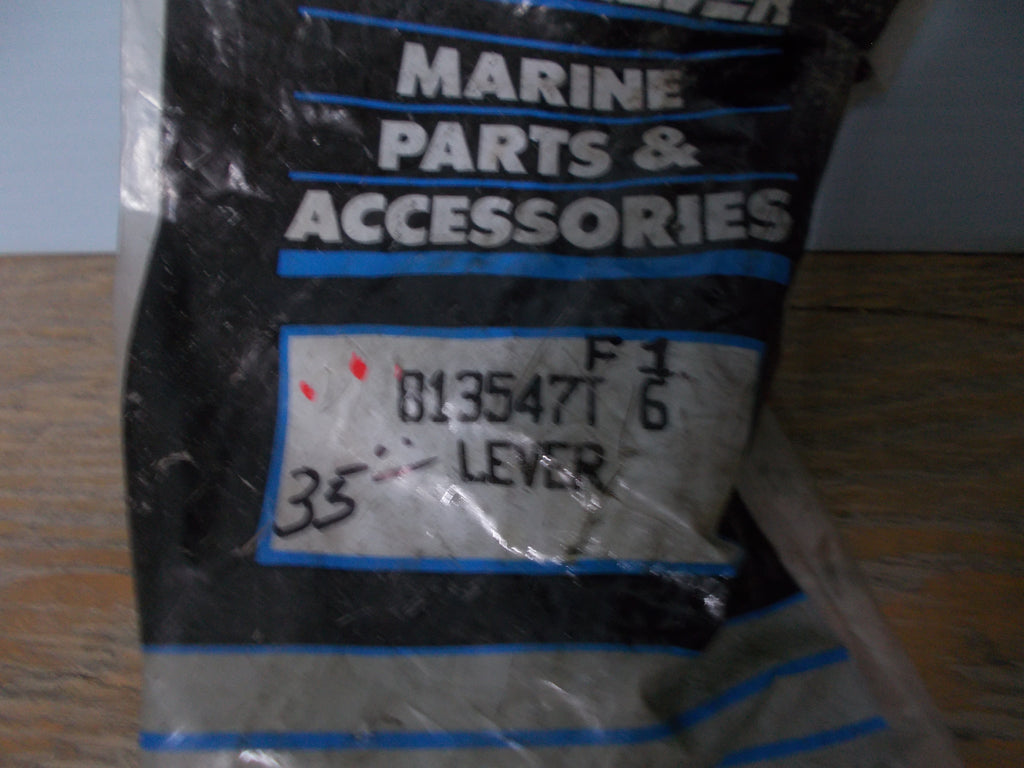 MARINE
PARTS &
ACCESSORIES
F 1
813547T 6
LEVER
35